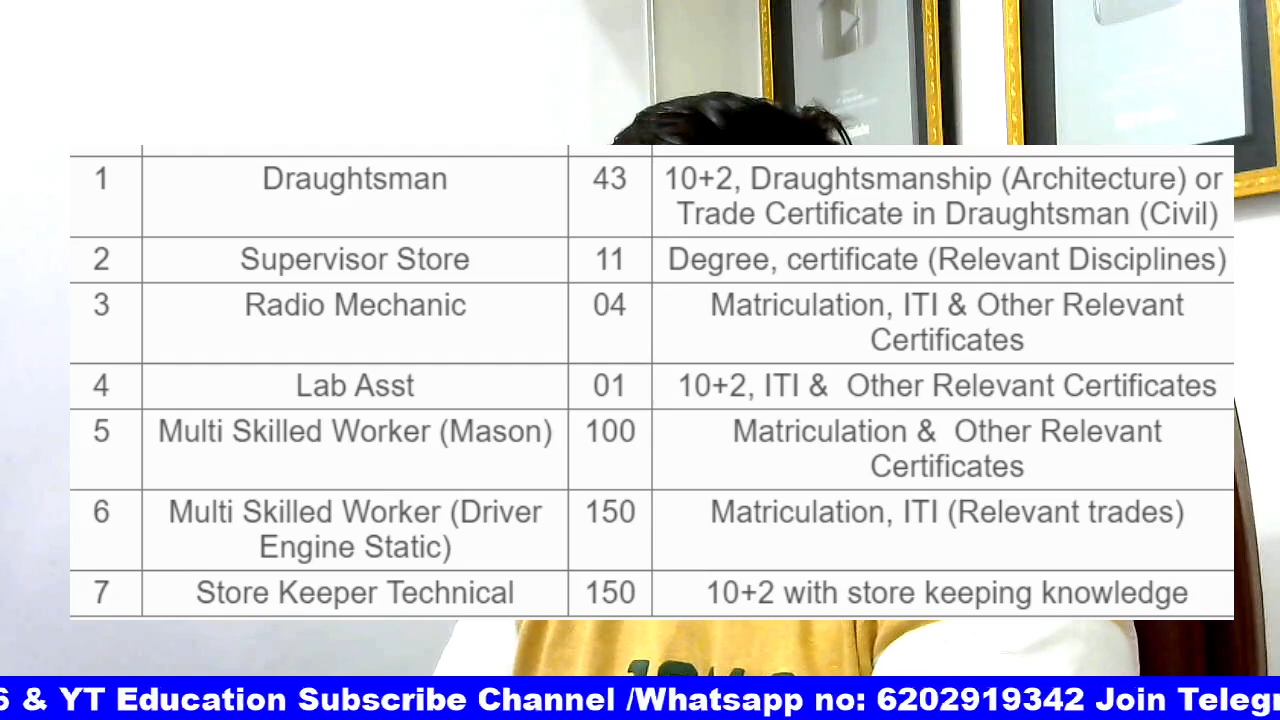 1 Draughtsman 43 10+2, Draughtsmanship (Architecture) or
Trade Certificate in Draughtsman (Civil)
2 Supervisor Store 11 Degree, certificate (Relevant Disciplines)
3 Radio Mechanic 04 Matriculation, ITI & Other Relevant
Certificates
4 Lab Asst 01 10+2, ITI & Other Relevant Certificates
5 Multi Skilled Worker (Mason) 100 Matriculation & Other Relevant
Certificates
6 Multi Skilled Worker (Driver 150 Matriculation, ITI (Relevant trades)
Engine Static)
7 Store Keeper Technical 150 10+2 with store keeping knowledge
& YT Education Subscribe Channel /Whatsapp no: 6202919342 Join